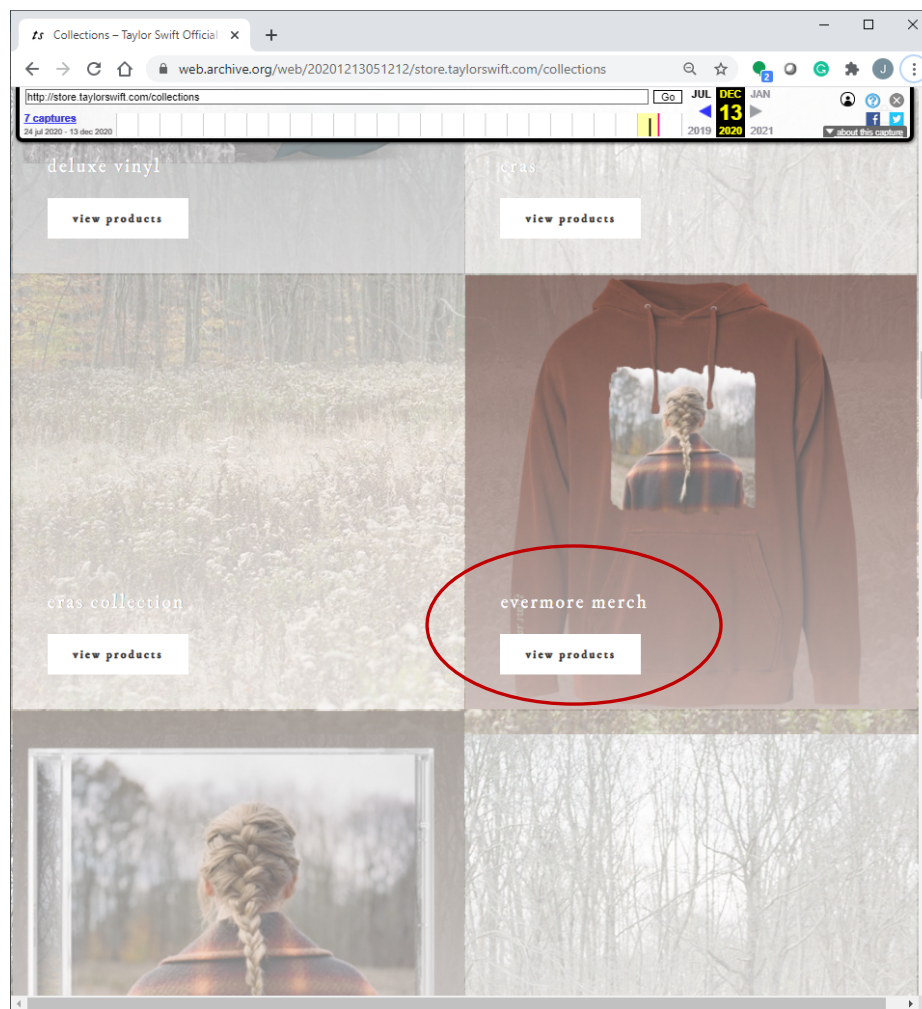 ts Collections – Taylor Swift Official
web.archive.org/web/20201213051212/store.taylorswift.com/collections
2
G
J
http://store.taylorswift.com/collections
Go
JUL DEC JAN
7 captures
13
24 jul 2020 - 13 dec 2020
2019 2020 2021
about this capture
deluxe vinyl
eras
view products
view products
eras collection
evermore merch
view products
view products